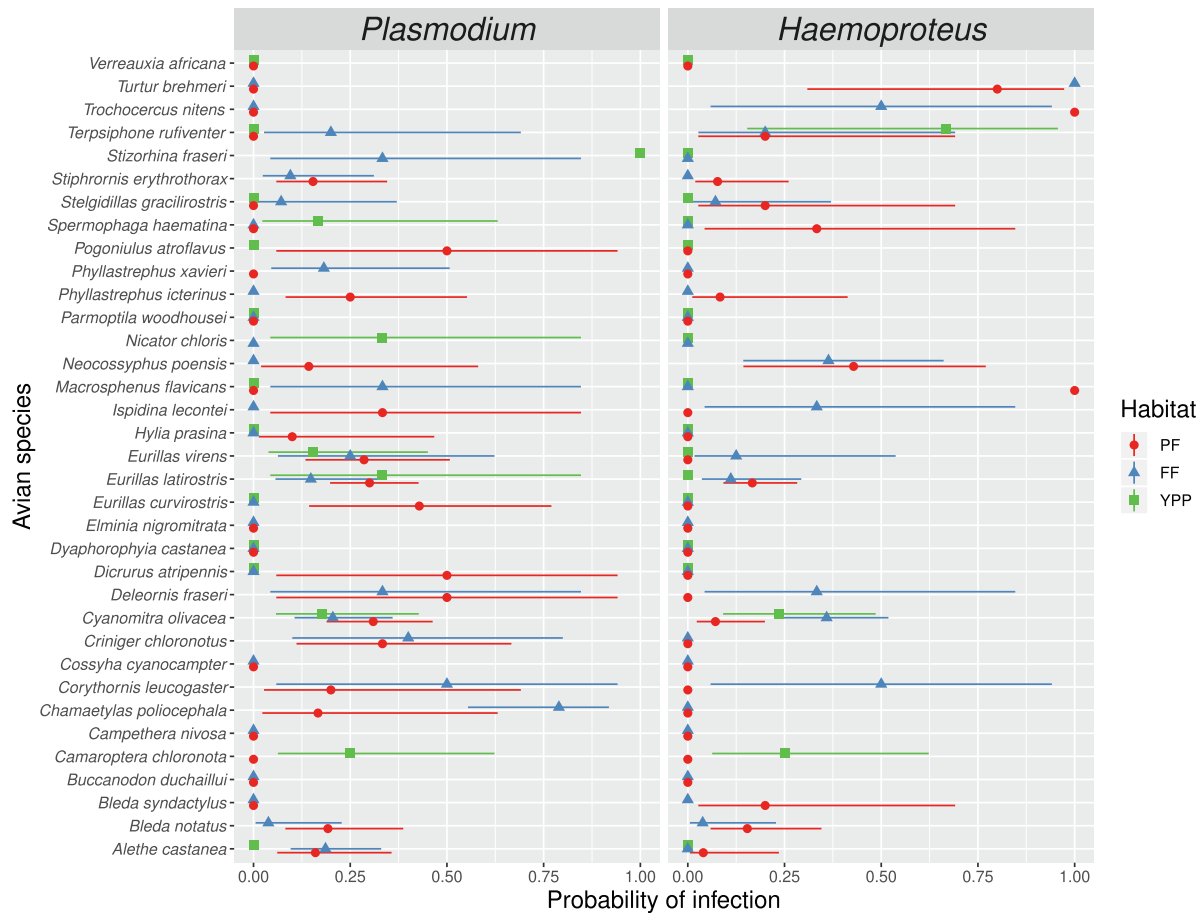 Plasmodium
Haemoproteus
Avian species
Verreauxia africana
Turtur brehmeri
Trochocercus nitens
Terpsiphone rufiventer
Stizorhina fraseri
Stiphrornis erythrothorax
Stelgidillas gracilirostris
Spermophaga haematina
Pogoniulus atroflavus
Phyllastrephus xavieri
Phyllastrephus icterinus
Parmoptila woodhousei
Nicator chloris
Neocossyphus poensis
Macrosphenus flavicans
Ispidina lecontei
Hylia prasina
Eurillas virens
Eurillas latirostris
Eurillas curvirostris
Elminia nigromitrata
Dyaphorophyia castanea
Dicrurus atripennis
Deleornis fraseri
Cyanomitra olivacea
Criniger chloronotus
Cossyha cyanocampter
Corythornis leucogaster
Chamaetylas poliocephala
Campethera nivosa
Camaroptera chloronota
Buccanodon duchaillui
Bleda syndactylus
Bleda notatus
Alethe castanea
0.00 0.25 0.50 0.75 1.00
0.00 0.25 0.50 0.75 1.00
Probability of infection
Habitat
PF
FF
YPP